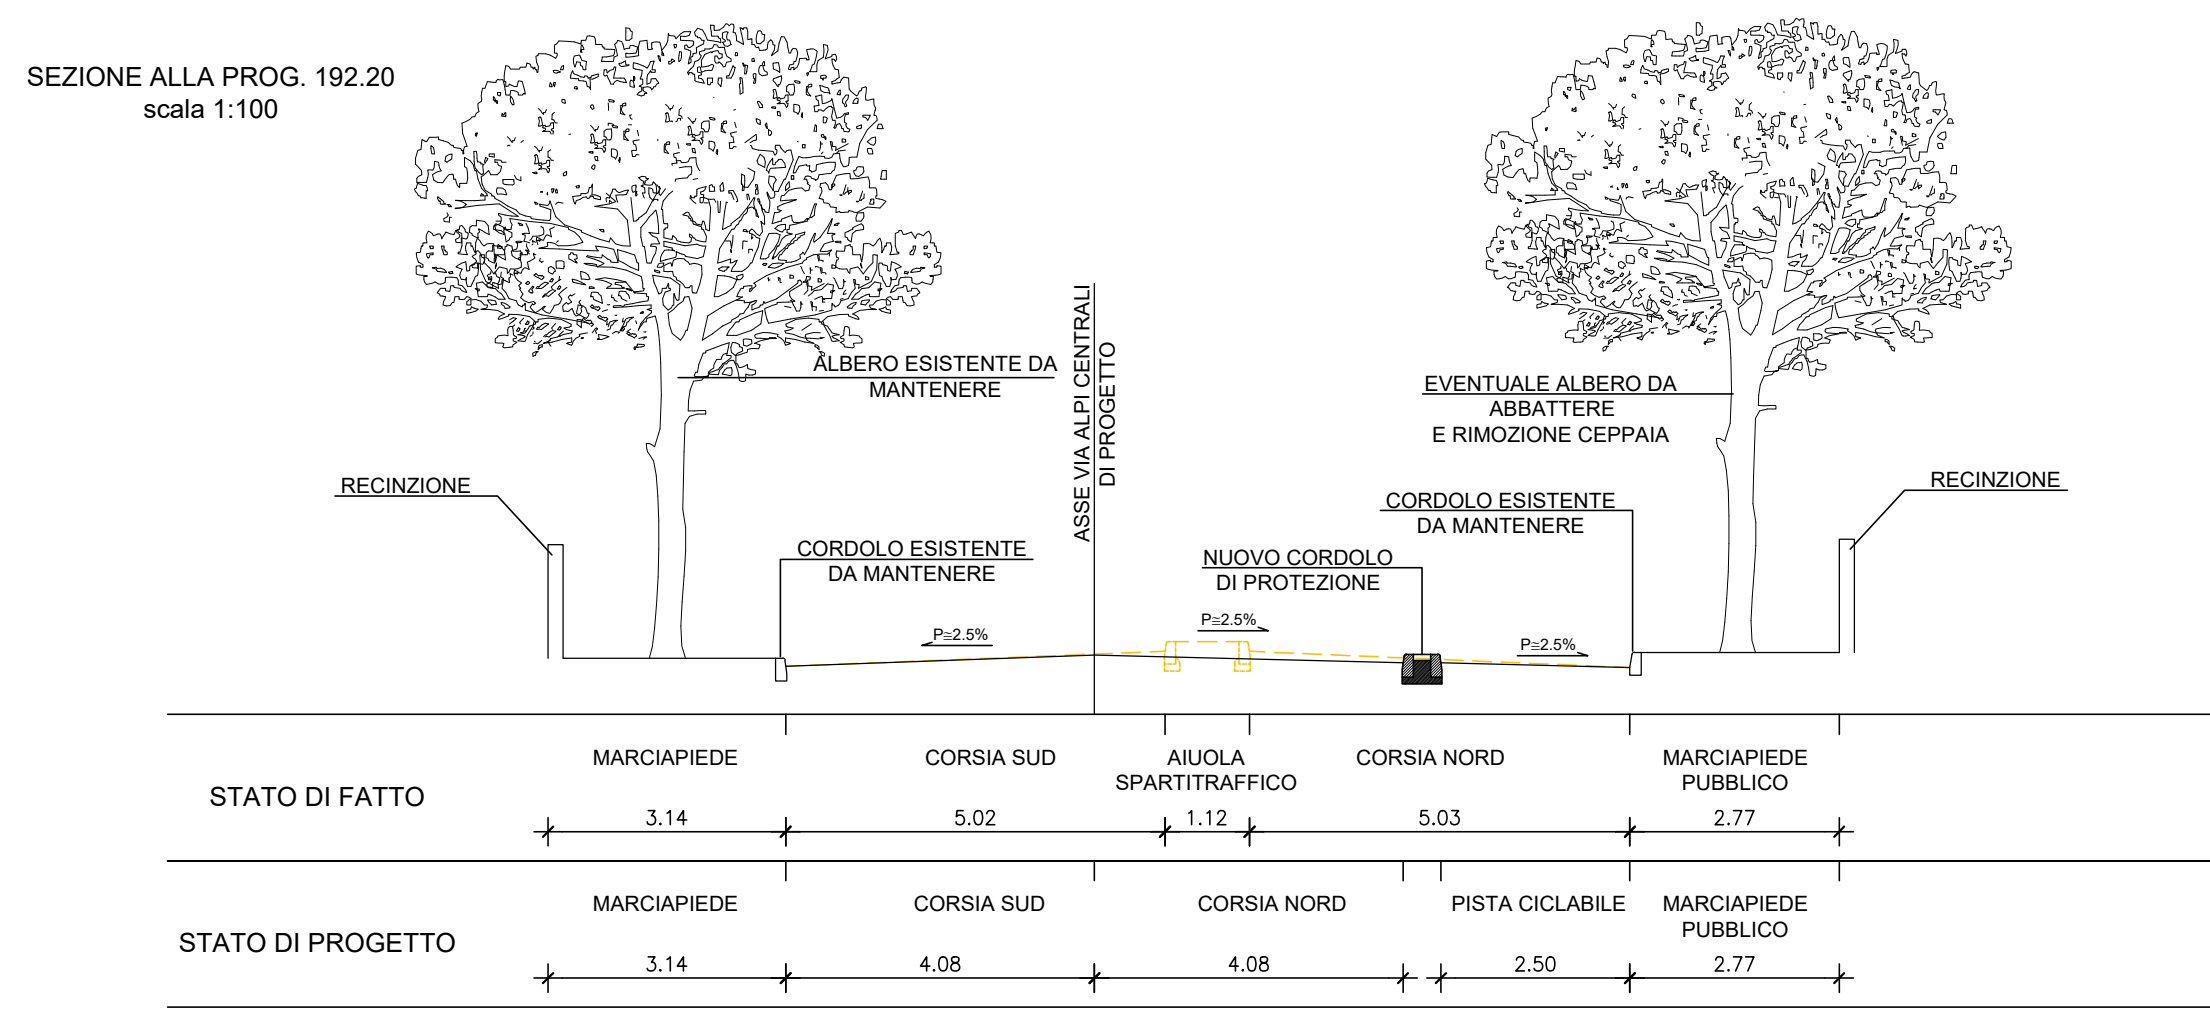 SEZIONE ALLA PROG. 192.20
scala 1:100
ALBERO ESISTENTE DA
MANTENERE
ASSE VIA ALPI CENTRALI
DI PROGETTO
EVENTUALE ALBERO DA
ABBATTERE
E RIMOZIONE CEPPAIA
RECINZIONE
RECINZIONE
CORDOLO ESISTENTE
DA MANTENERE
CORDOLO ESISTENTE
DA MANTENERE
NUOVO CORDOLO
DI PROTEZIONE
P≅2.5%
P≅2.5%
P≅2.5%
STATO DI FATTO
MARCIAPIEDE
CORSIA SUD
AIUOLA
SPARTITRAFFICO
CORSIA NORD
MARCIAPIEDE
PUBBLICO
3.14
5.02
1.12
5.03
2.77
STATO DI PROGETTO
MARCIAPIEDE
CORSIA SUD
CORSIA NORD
PISTA CICLABILE
MARCIAPIEDE
PUBBLICO
3.14
4.08
4.08
2.50
2.77